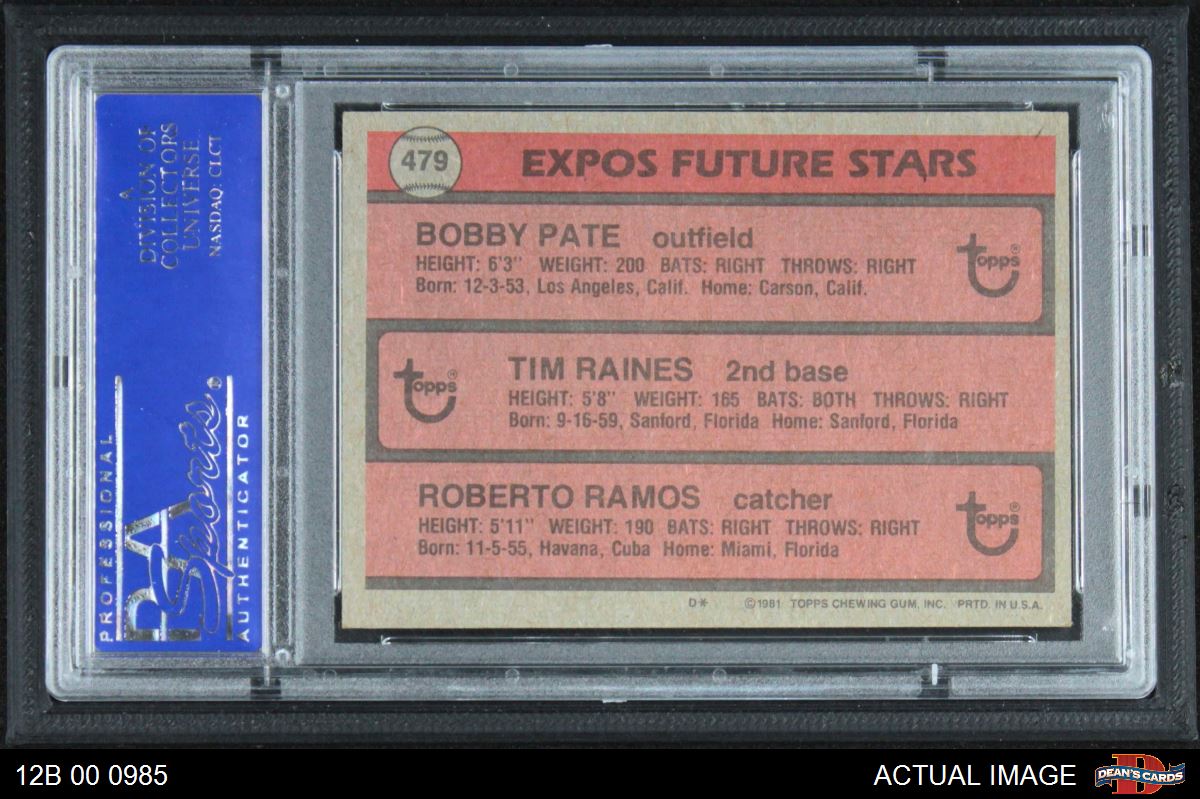 A
DIVISION OF
COLLECTORS
UNIVERSE
NASDAQ: CLCT
PROFESSIONAL
PSA
Sports
AUTHENTICATOR
479
EXPOS FUTURE STARS
BOBBY PATE outfield
HEIGHT: 6'3" WEIGHT: 200 BATS: RIGHT THROWS: RIGHT
Born: 12-3-53, Los Angeles, Calif. Home: Carson, Calif.
topps®
TIM RAINES 2nd base
HEIGHT: 5'8" WEIGHT: 165 BATS: BOTH THROWS: RIGHT
Born: 9-16-59, Sanford, Florida Home: Sanford, Florida
topps®
ROBERTO RAMOS catcher
HEIGHT: 5'11" WEIGHT: 190 BATS: RIGHT THROWS: RIGHT
Born: 11-5-55, Havana, Cuba Home: Miami, Florida
topps®
D* ©1981 TOPPS CHEWING GUM, INC. PRTD. IN U.S.A.
12B 00 0985
ACTUAL IMAGE
D
DEAN'S CARDS